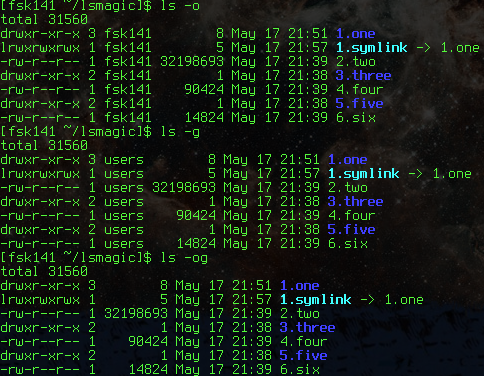 [fsk141 ~/lsmagic]$ ls -o
total 31560
drwxr-xr-x 3 fsk141        8 May 17 21:51 1.one
lrwxrwxrwx 1 fsk141        5 May 17 21:57 1.symlink -> 1.one
-rw-r--r-- 1 fsk141 32198693 May 17 21:39 2.two
drwxr-xr-x 2 fsk141        1 May 17 21:38 3.three
-rw-r--r-- 1 fsk141    90424 May 17 21:39 4.four
drwxr-xr-x 2 fsk141        1 May 17 21:38 5.five
-rw-r--r-- 1 fsk141    14824 May 17 21:39 6.six
[fsk141 ~/lsmagic]$ ls -g
total 31560
drwxr-xr-x 3 users        8 May 17 21:51 1.one
lrwxrwxrwx 1 users        5 May 17 21:57 1.symlink -> 1.one
-rw-r--r-- 1 users 32198693 May 17 21:39 2.two
drwxr-xr-x 2 users        1 May 17 21:38 3.three
-rw-r--r-- 1 users    90424 May 17 21:39 4.four
drwxr-xr-x 2 users        1 May 17 21:38 5.five
-rw-r--r-- 1 users    14824 May 17 21:39 6.six
[fsk141 ~/lsmagic]$ ls -og
total 31560
drwxr-xr-x 3        8 May 17 21:51 1.one
lrwxrwxrwx 1        5 May 17 21:57 1.symlink -> 1.one
-rw-r--r-- 1 32198693 May 17 21:39 2.two
drwxr-xr-x 2        1 May 17 21:38 3.three
-rw-r--r-- 1    90424 May 17 21:39 4.four
drwxr-xr-x 2        1 May 17 21:38 5.five
-rw-r--r-- 1    14824 May 17 21:39 6.six